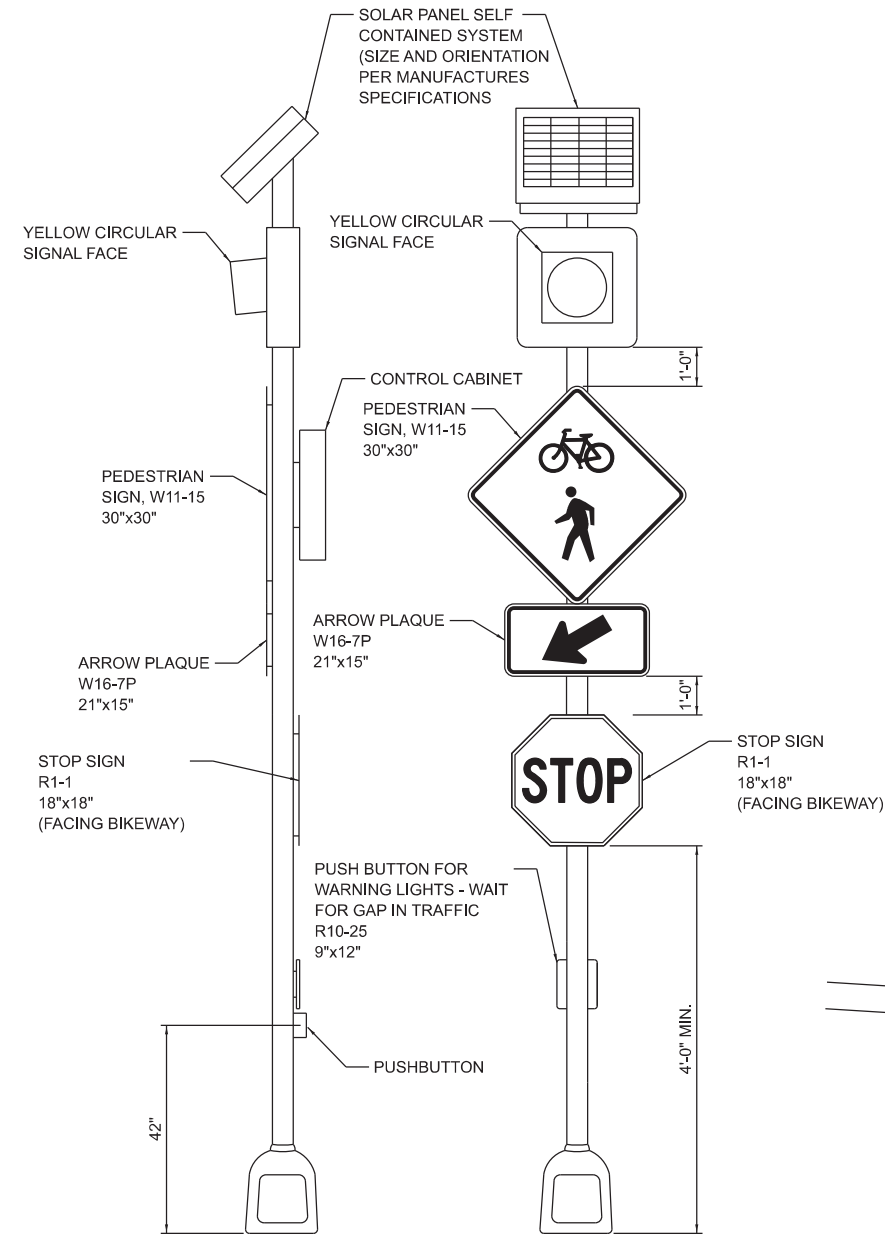 SOLAR PANEL SELF
CONTAINED SYSTEM
(SIZE AND ORIENTATION
PER MANUFACTURES
SPECIFICATIONS
YELLOW CIRCULAR
SIGNAL FACE
YELLOW CIRCULAR
SIGNAL FACE
1'-0"
CONTROL CABINET
PEDESTRIAN
SIGN, W11-15
30"x30"
PEDESTRIAN
SIGN, W11-15
30"x30"
ARROW PLAQUE
W16-7P
21"x15"
ARROW PLAQUE
W16-7P
21"x15"
1'-0"
STOP SIGN
R1-1
18"x18"
(FACING BIKEWAY)
STOP
STOP SIGN
R1-1
18"x18"
(FACING BIKEWAY)
PUSH BUTTON FOR
WARNING LIGHTS - WAIT
FOR GAP IN TRAFFIC
R10-25
9"x12"
4'-0" MIN.
PUSHBUTTON
42"